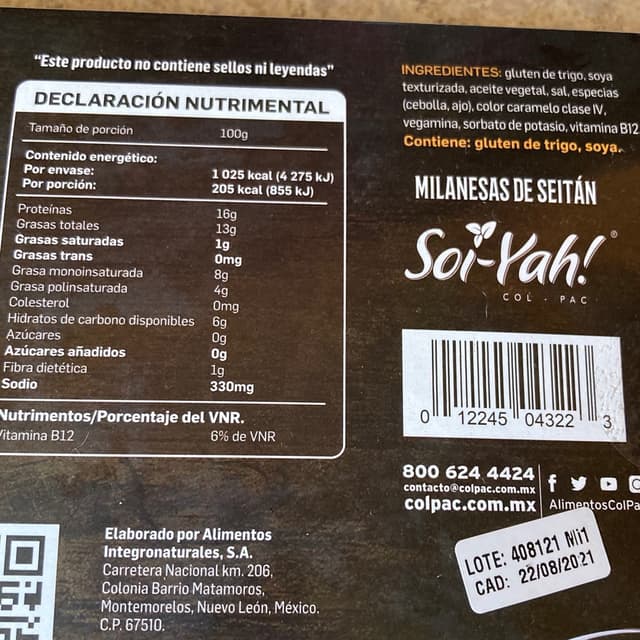 "Este producto no contiene sellos ni leyendas"
DECLARACIÓN NUTRIMENTAL
Tamaño de porción 100g
Contenido energético:
Por envase: 1 025 kcal (4 275 kJ)
Por porción: 205 kcal (855 kJ)
Proteínas 16g
Grasas totales 13g
Grasas saturadas 1g
Grasas trans 0mg
Grasa monoinsaturada 8g
Grasa polinsaturada 4g
Colesterol 0mg
Hidratos de carbono disponibles 6g
Azúcares 0g
Azúcares añadidos 0g
Fibra dietética 1g
Sodio 330mg
Nutrimentos/Porcentaje del VNR.
Vitamina B12 6% de VNR
Elaborado por Alimentos
Integronaturales, S.A.
Carretera Nacional km. 206,
Colonia Barrio Matamoros,
Montemorelos, Nuevo León, México.
C.P. 67510.
INGREDIENTES: gluten de trigo, soya
texturizada, aceite vegetal, sal, especias
(cebolla, ajo), color caramelo clase IV,
vegamina, sorbato de potasio, vitamina B12
Contiene: gluten de trigo, soya.
MILANESAS DE SEITÁN
Soi-Yah!®
COL · PAC
0 12245 04322 3
800 624 4424
contacto@colpac.com.mx
colpac.com.mx
AlimentosColPa
LOTE: 408121 Mi1
CAD: 22/08/2021